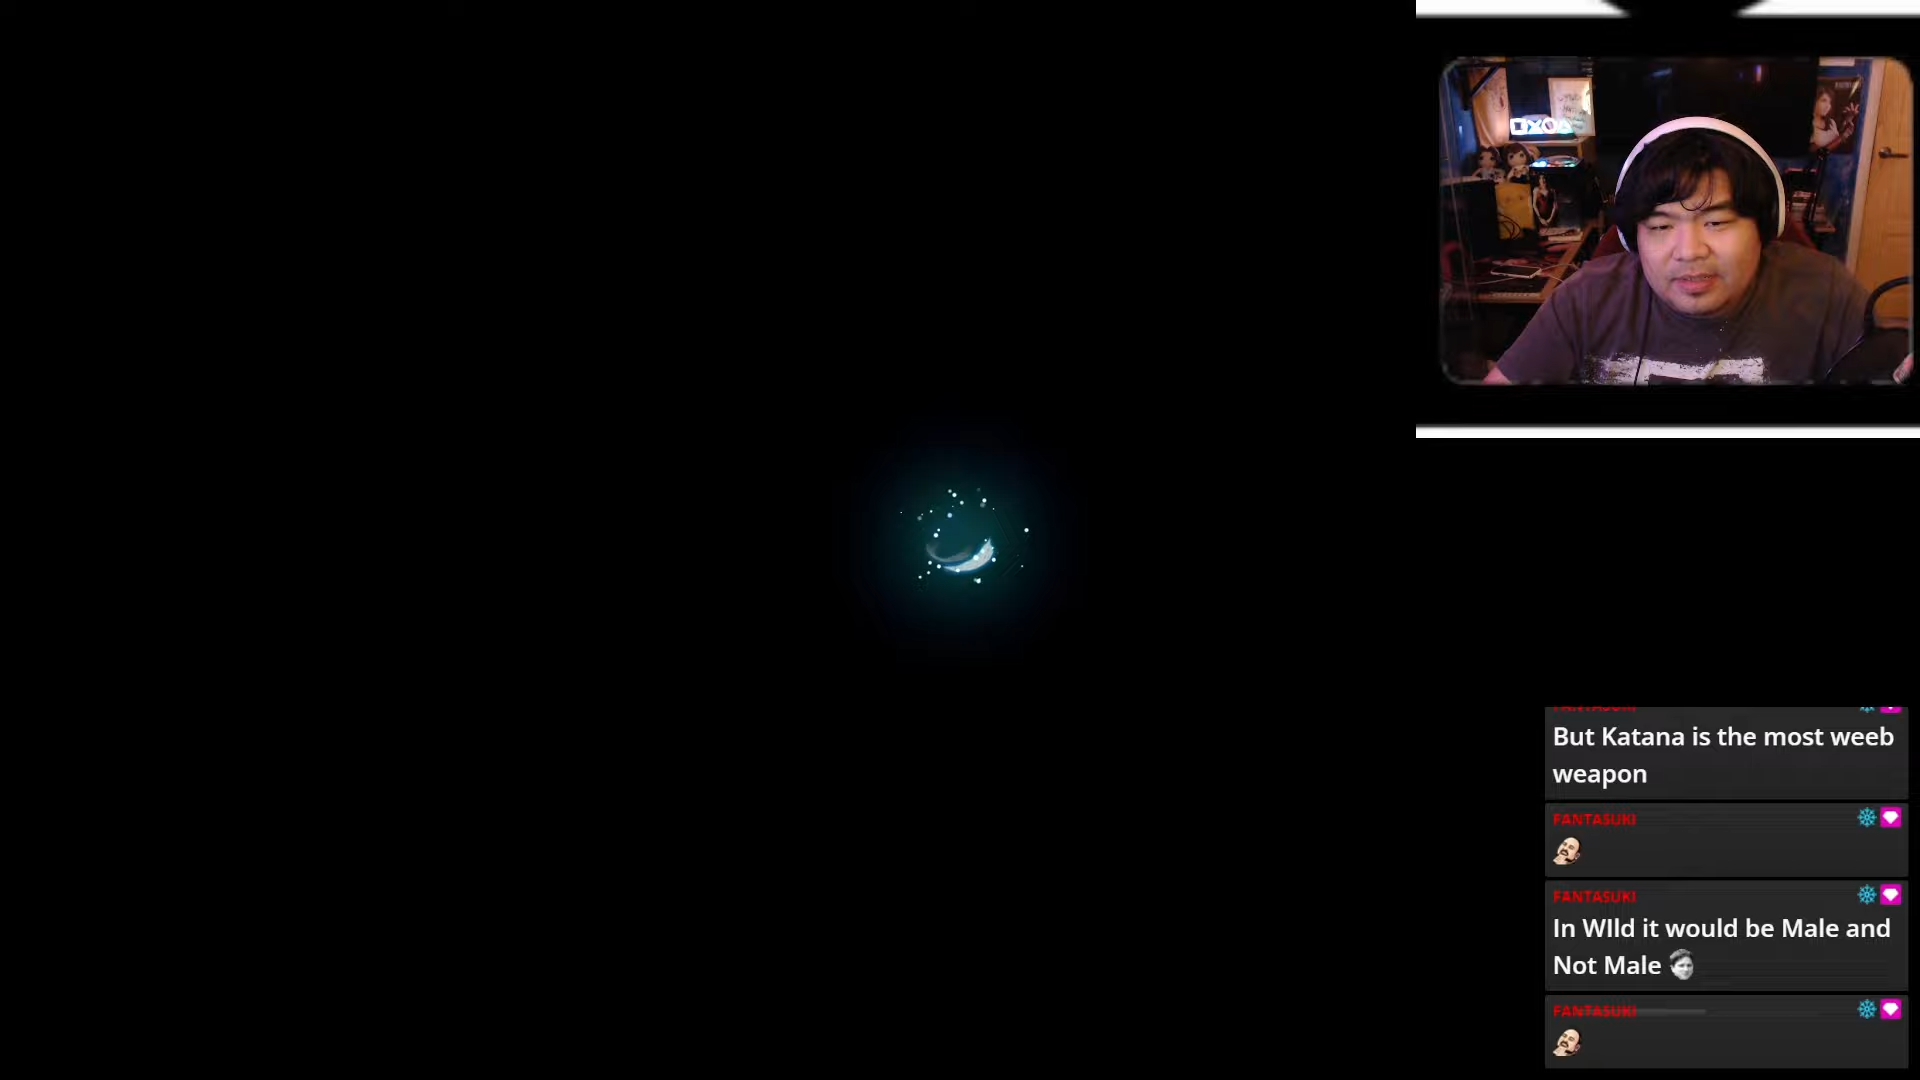 FANTASUKI
But Katana is the most weeb
weapon
FANTASUKI
FANTASUKI
In WIld it would be Male and
Not Male
FANTASUKI